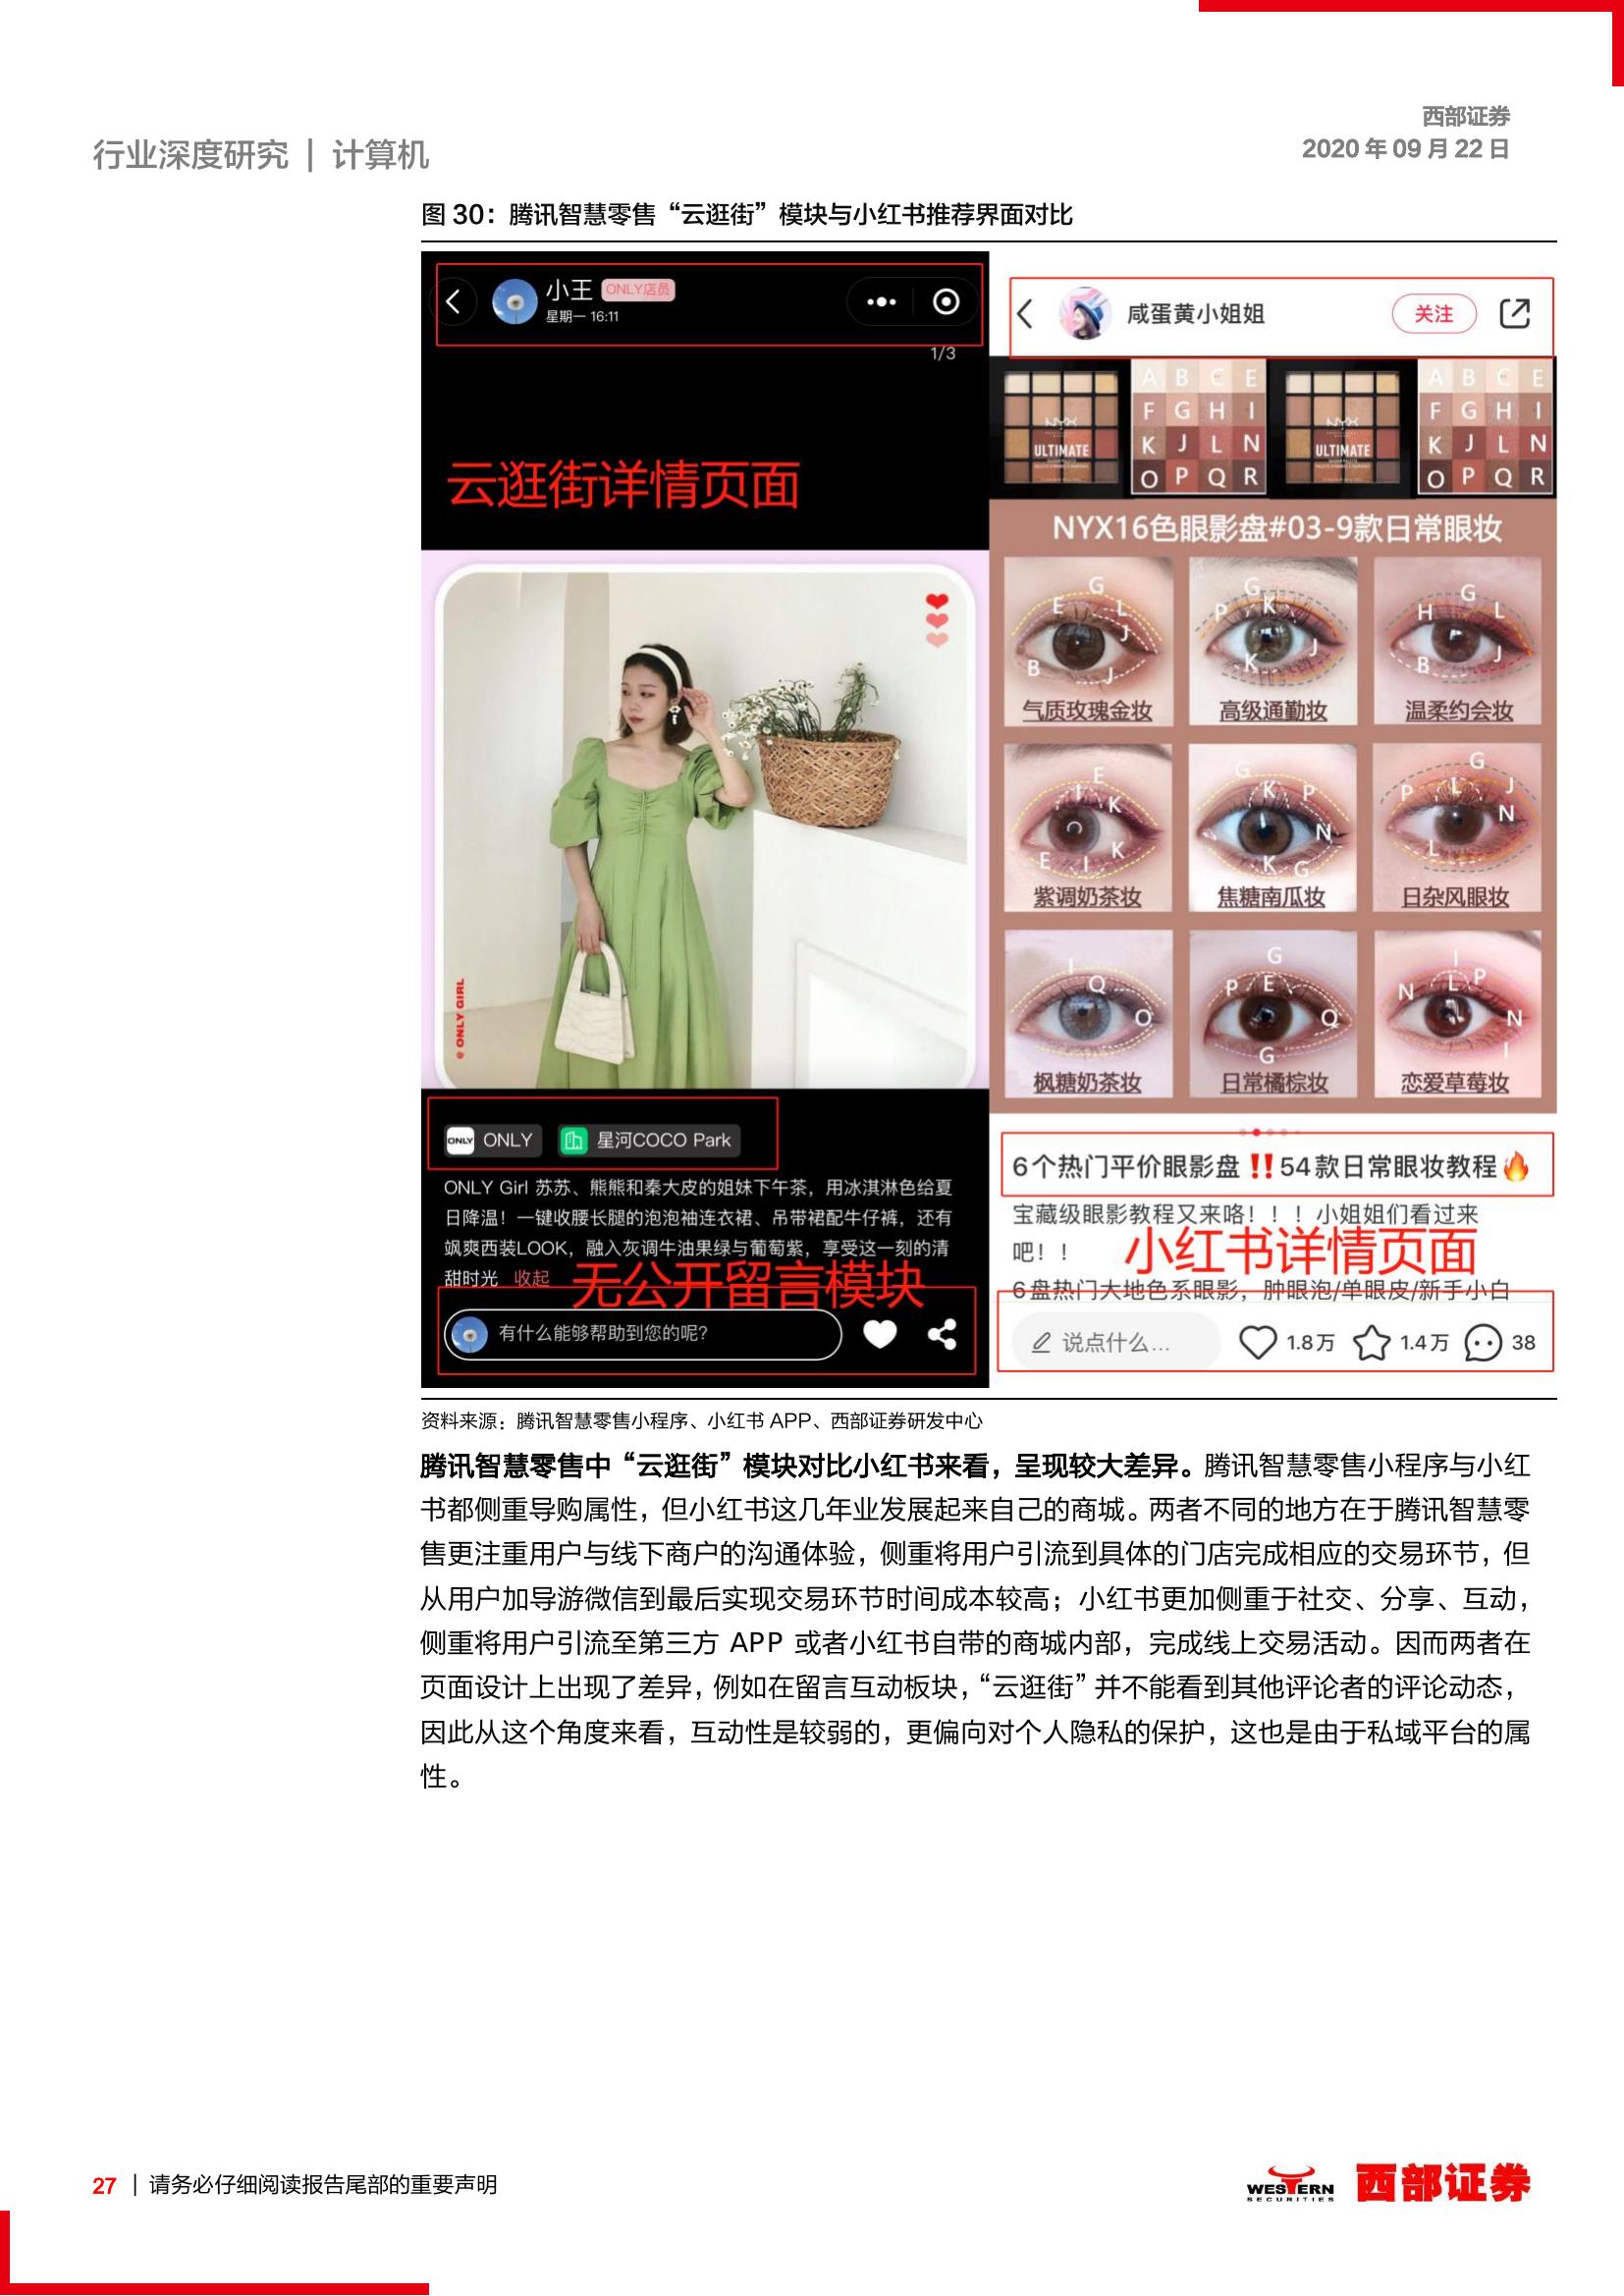 西部证券
行业深度研究 | 计算机
2020 年 09 月 22 日
图 30：腾讯智慧零售“云逛街”模块与小红书推荐界面对比
小王 ONLY店员
星期一 16:11
1/3
云逛街详情页面
© ONLY GIRL
ONLY ONLY 星河COCO Park
ONLY Girl 苏苏、熊熊和秦大皮的姐妹下午茶，用冰淇淋色给夏
日降温！一键收腰长腿的泡泡袖连衣裙、吊带裙配牛仔裤，还有
飒爽西装LOOK，融入灰调牛油果绿与葡萄紫，享受这一刻的清
甜时光 收起
无公开留言模块
有什么能够帮助到您的呢?
咸蛋黄小姐姐 关注
NYX ULTIMATE
A B C E
F G H I
K J L N
O P Q R
NYX ULTIMATE
A B C E
F G H I
K J L N
O P Q R
NYX16色眼影盘#03-9款日常眼妆
G E L J B J
G P K J K
G H L J B
气质玫瑰金妆 高级通勤妆 温柔约会妆
E I K E I K
G K P N K G
G P L J N L
紫调奶茶妆 焦糖南瓜妆 日杂风眼妆
I Q O
G P E Q G
I L P N N I
枫糖奶茶妆 日常橘棕妆 恋爱草莓妆
6个热门平价眼影盘‼️54款日常眼妆教程🔥
宝藏级眼影教程又来咯！！！小姐姐们看过来
吧！！
小红书详情页面
6盘热门大地色系眼影，肿眼泡/单眼皮/新手小白
说点什么... 1.8万 1.4万 38
资料来源：腾讯智慧零售小程序、小红书 APP、西部证券研发中心
腾讯智慧零售中“云逛街”模块对比小红书来看，呈现较大差异。腾讯智慧零售小程序与小红
书都侧重导购属性，但小红书这几年业发展起来自己的商城。两者不同的地方在于腾讯智慧零
售更注重用户与线下商户的沟通体验，侧重将用户引流到具体的门店完成相应的交易环节，但
从用户加导游微信到最后实现交易环节时间成本较高；小红书更加侧重于社交、分享、互动，
侧重将用户引流至第三方 APP 或者小红书自带的商城内部，完成线上交易活动。因而两者在
页面设计上出现了差异，例如在留言互动板块，“云逛街”并不能看到其他评论者的评论动态，
因此从这个角度来看，互动性是较弱的，更偏向对个人隐私的保护，这也是由于私域平台的属
性。
27 | 请务必仔细阅读报告尾部的重要声明
WESTERN
SECURITIES
西部证券